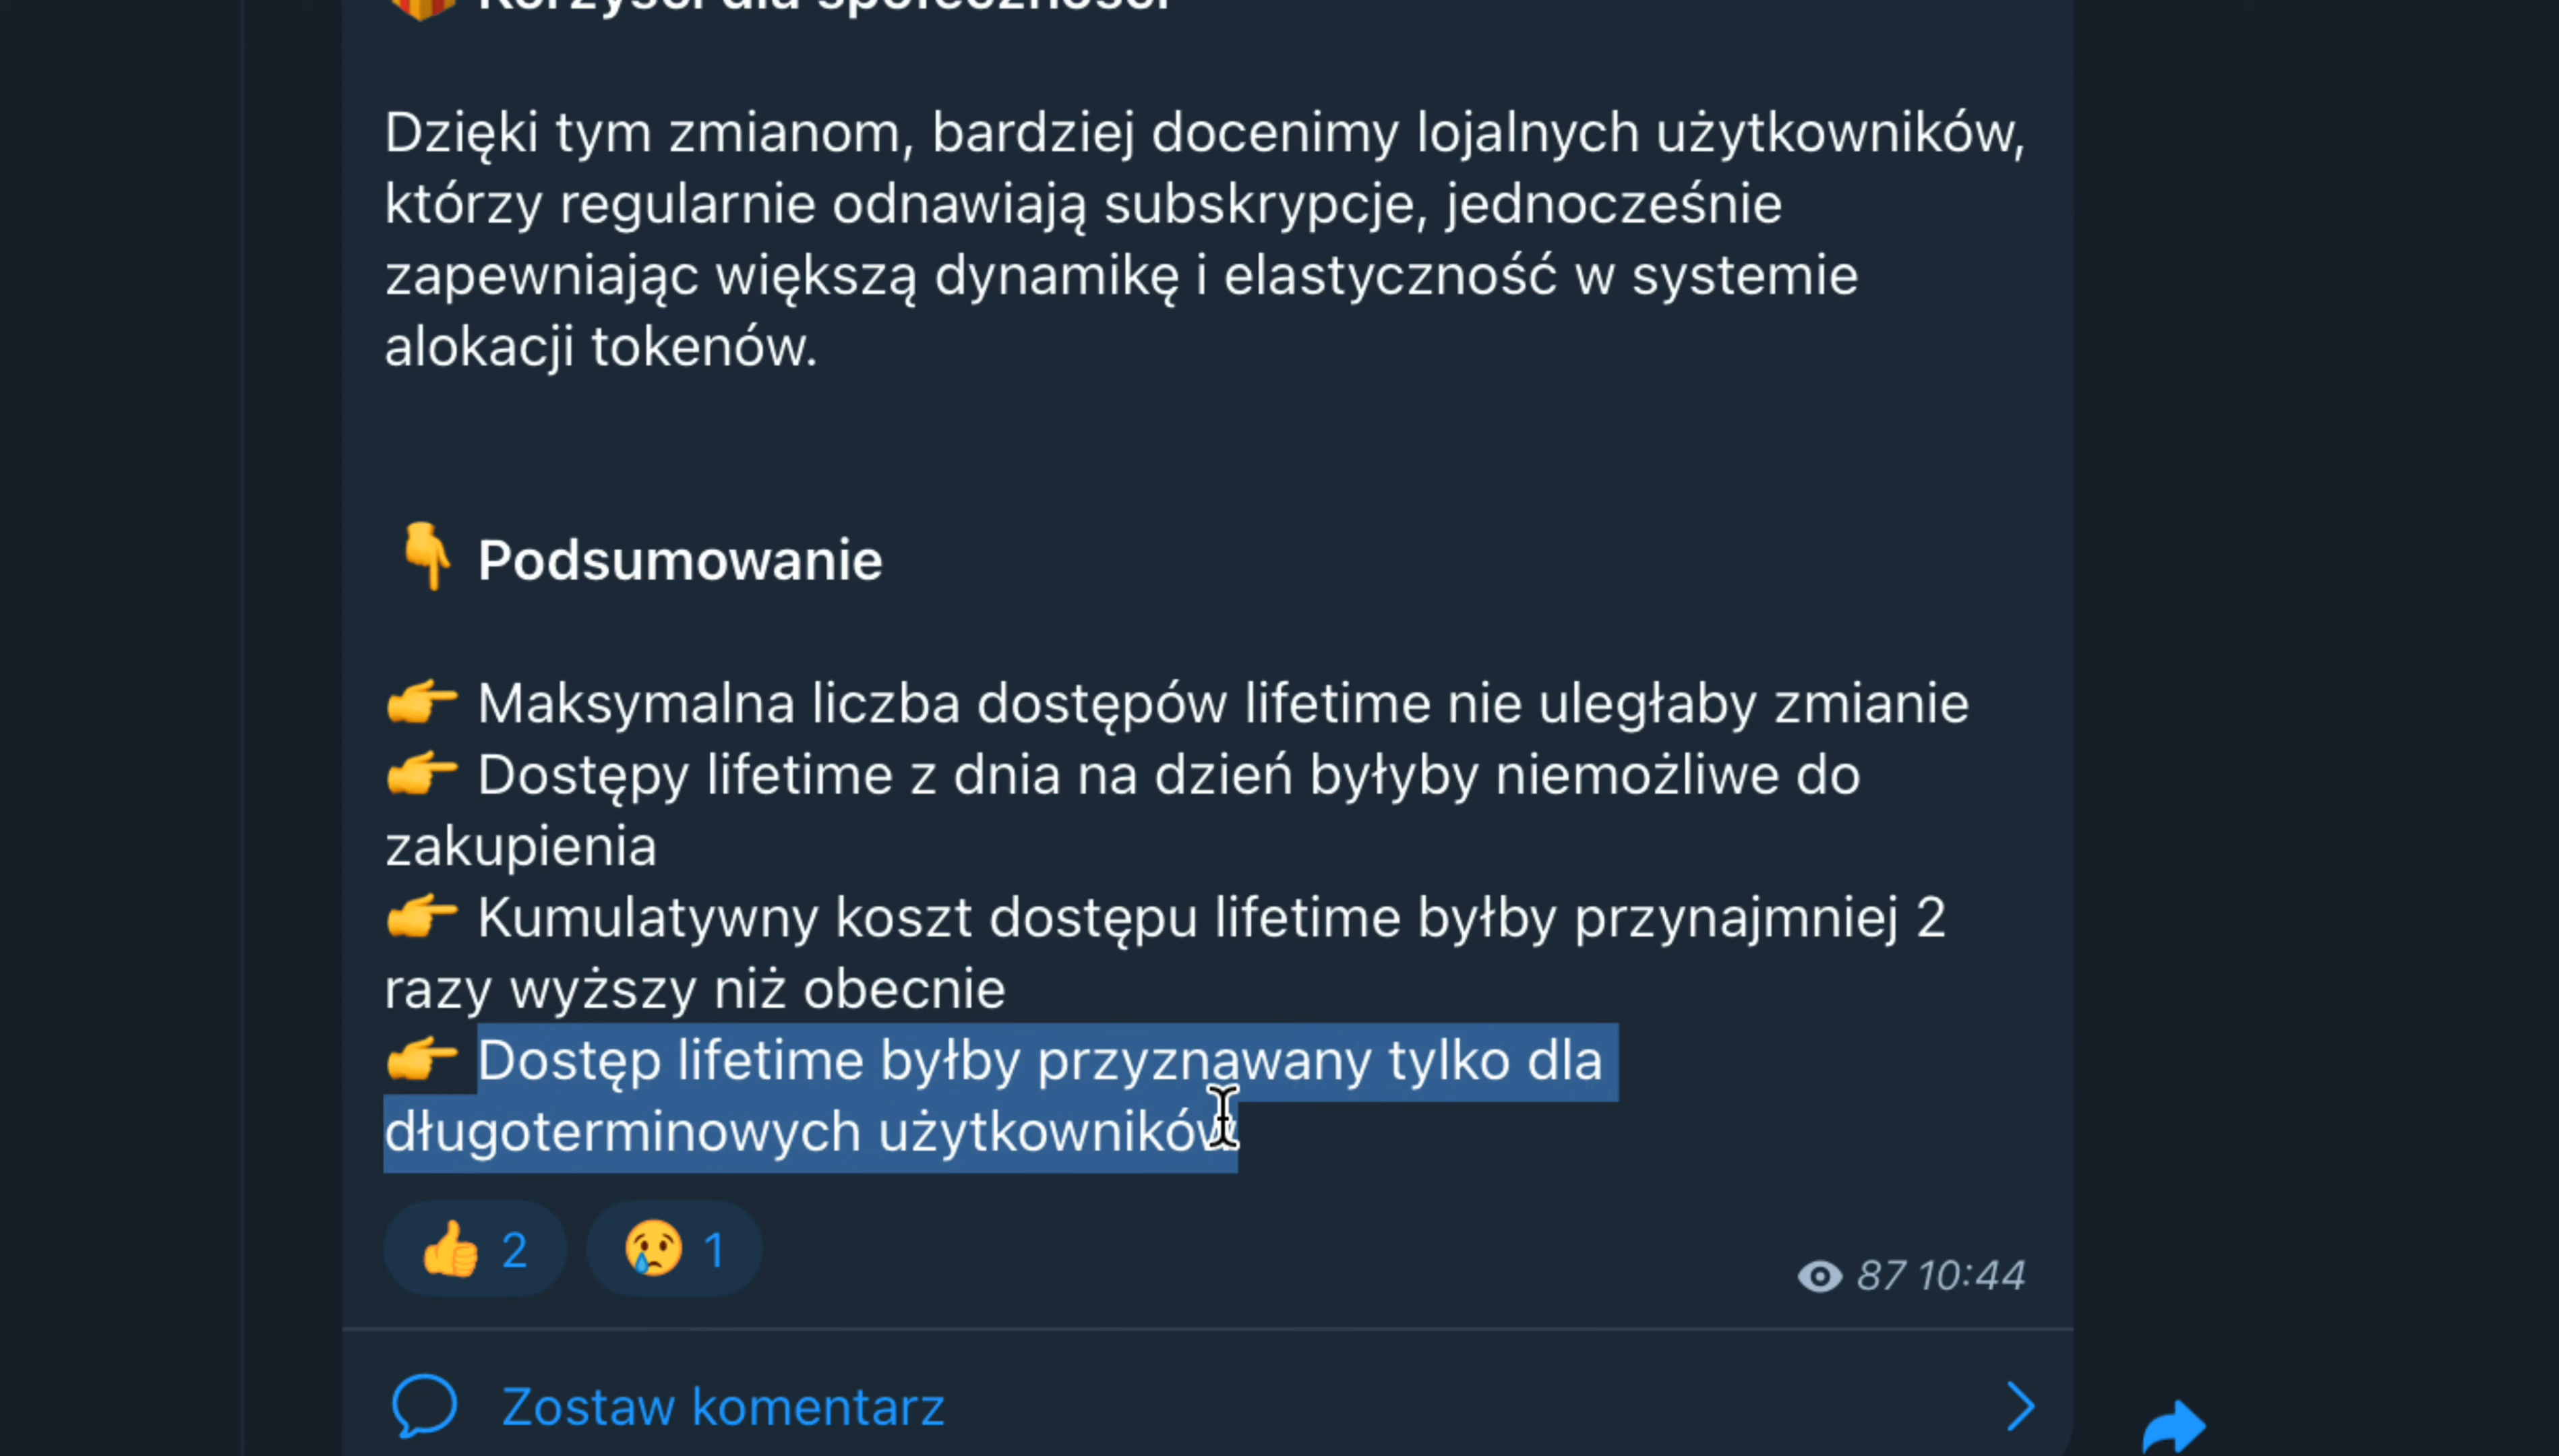 Korzyści dla społeczności
Dzięki tym zmianom, bardziej docenimy lojalnych użytkowników,
którzy regularnie odnawiają subskrypcje, jednocześnie
zapewniając większą dynamikę i elastyczność w systemie
alokacji tokenów.
👇 Podsumowanie
👉 Maksymalna liczba dostępów lifetime nie uległaby zmianie
👉 Dostępy lifetime z dnia na dzień byłyby niemożliwe do
zakupienia
👉 Kumulatywny koszt dostępu lifetime byłby przynajmniej 2
razy wyższy niż obecnie
👉 Dostęp lifetime byłby przyznawany tylko dla
długoterminowych użytkowników
👍 2 😢 1
87 10:44
Zostaw komentarz